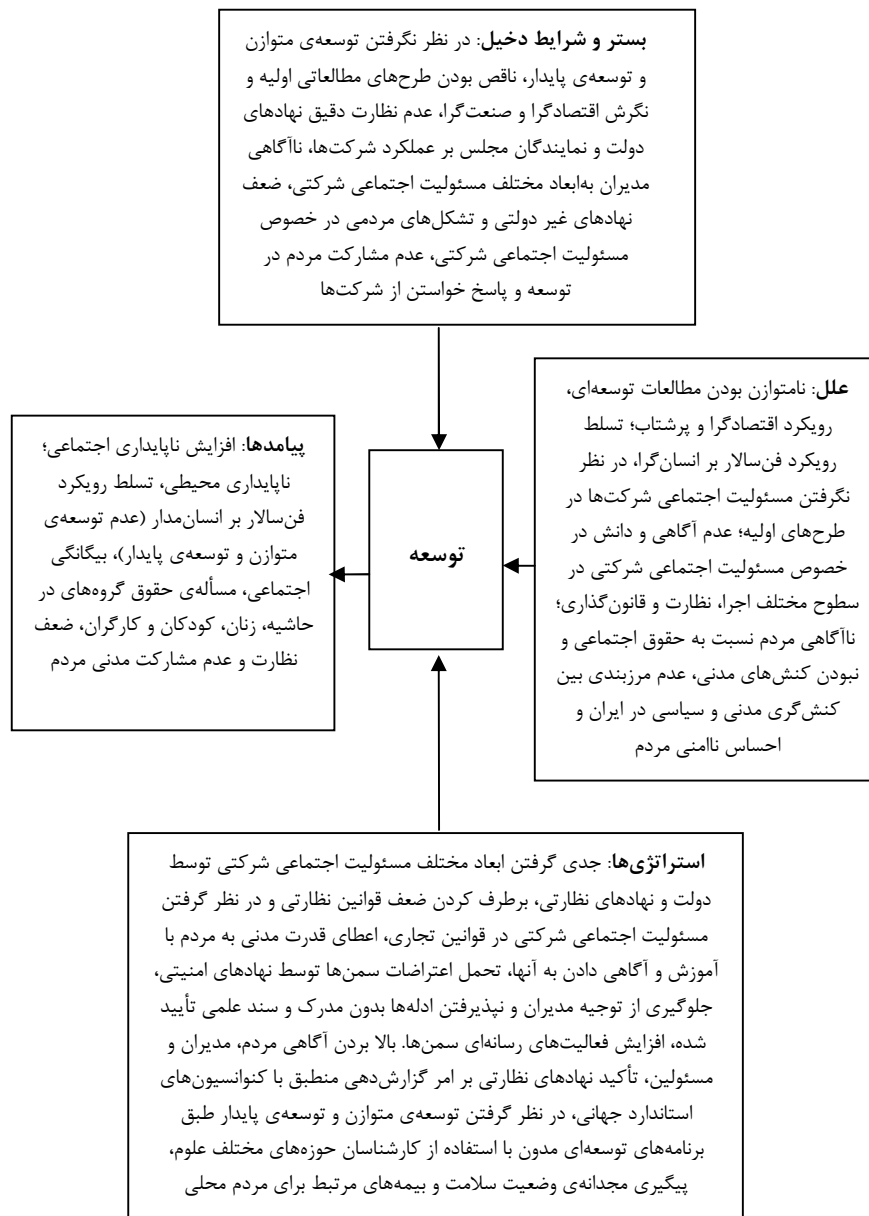 بستر و شرایط دخیل: در نظر نگرفتن توسعه‌ی متوازن
و توسعه‌ی پایدار، ناقص بودن طرح‌های مطالعاتی اولیه و
نگرش اقتصادگرا و صنعت‌گرا، عدم نظارت دقیق نهادهای
دولت و نمایندگان مجلس بر عملکرد شرکت‌ها، ناآگاهی
مدیران به‌ابعاد مختلف مسئولیت اجتماعی شرکتی، ضعف
نهادهای غیر دولتی و تشکل‌های مردمی در خصوص
مسئولیت اجتماعی شرکتی، عدم مشارکت مردم در
توسعه و پاسخ خواستن از شرکت‌ها
علل: نامتوازن بودن مطالعات توسعه‌ای،
رویکرد اقتصادگرا و پرشتاب؛ تسلط
رویکرد فن‌سالار بر انسان‌گرا، در نظر
نگرفتن مسئولیت اجتماعی شرکت‌ها در
طرح‌های اولیه؛ عدم آگاهی و دانش در
خصوص مسئولیت اجتماعی شرکتی در
سطوح مختلف اجرا، نظارت و قانون‌گذاری؛
ناآگاهی مردم نسبت به حقوق اجتماعی و
نبودن کنش‌های مدنی، عدم مرزبندی بین
کنش‌گری مدنی و سیاسی در ایران و
احساس ناامنی مردم
توسعه
پیامدها: افزایش ناپایداری اجتماعی؛
ناپایداری محیطی، تسلط رویکرد
فن‌سالار بر انسان‌مدار (عدم توسعه‌ی
متوازن و توسعه‌ی پایدار)، بیگانگی
اجتماعی، مسأله‌ی حقوق گروه‌های در
حاشیه، زنان، کودکان و کارگران، ضعف
نظارت و عدم مشارکت مدنی مردم
استراتژی‌ها: جدی گرفتن ابعاد مختلف مسئولیت اجتماعی شرکتی توسط
دولت و نهادهای نظارتی، برطرف کردن ضعف قوانین نظارتی و در نظر گرفتن
مسئولیت اجتماعی شرکتی در قوانین تجاری، اعطای قدرت مدنی به مردم با
آموزش و آگاهی دادن به آنها، تحمل اعتراضات سمن‌ها توسط نهادهای امنیتی،
جلوگیری از توجیه مدیران و نپذیرفتن ادله‌ها بدون مدرک و سند علمی تأیید
شده، افزایش فعالیت‌های رسانه‌ای سمن‌ها. بالا بردن آگاهی مردم، مدیران و
مسئولین، تأکید نهادهای نظارتی بر امر گزارش‌دهی منطبق با کنوانسیون‌های
استاندارد جهانی، در نظر گرفتن توسعه‌ی متوازن و توسعه‌ی پایدار طبق
برنامه‌های توسعه‌ای مدون با استفاده از کارشناسان حوزه‌های مختلف علوم،
پیگیری مجدانه‌ی وضعیت سلامت و بیمه‌های مرتبط برای مردم محلی